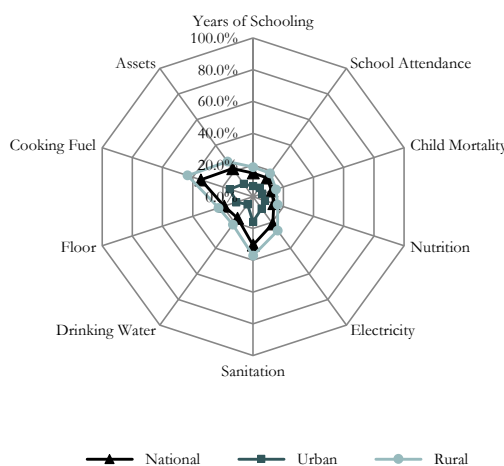 Years of Schooling
100.0%
Assets
School Attendance
80.0%
60.0%
Cooking Fuel
40.0%
Child Mortality
20.0%
Floor
Nutrition
Drinking Water
Electricity
Sanitation
National Urban Rural